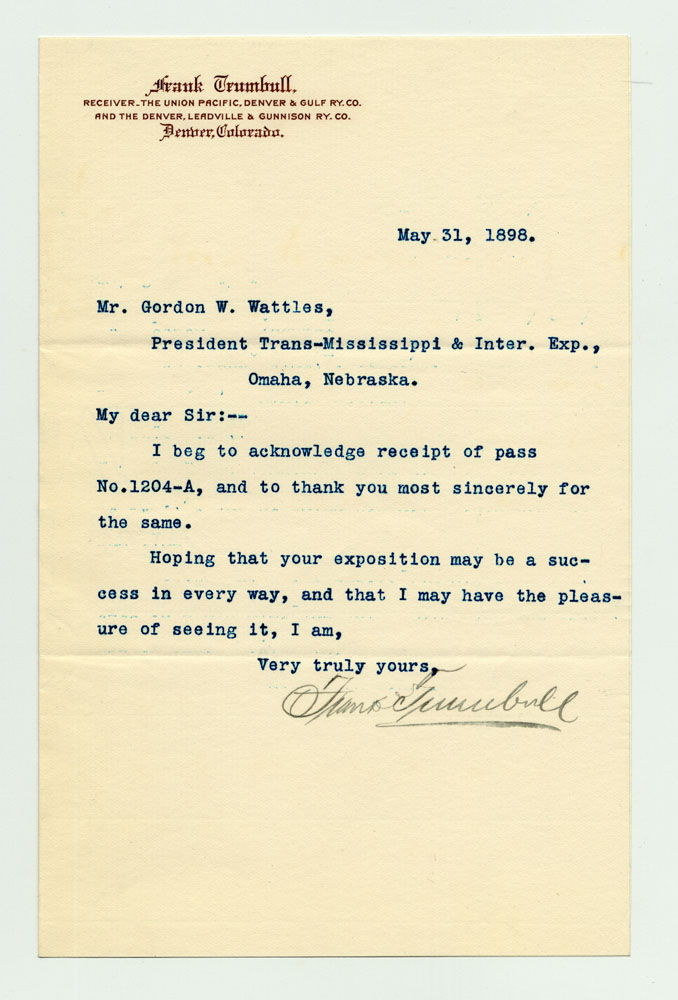 Frank Trumbull,
RECEIVER_THE UNION PACIFIC, DENVER & GULF RY. CO.
AND THE DENVER, LEADVILLE & GUNNISON RY. CO.
Denver, Colorado.
May 31, 1898.
Mr. Gordon W. Wattles,
President Trans-Mississippi & Inter. Exp.,
Omaha, Nebraska.
My dear Sir:--
I beg to acknowledge receipt of pass
No.1204-A, and to thank you most sincerely for
the same.
Hoping that your exposition may be a suc-
cess in every way, and that I may have the pleas-
ure of seeing it, I am,
Very truly yours,
Frank Trumbull